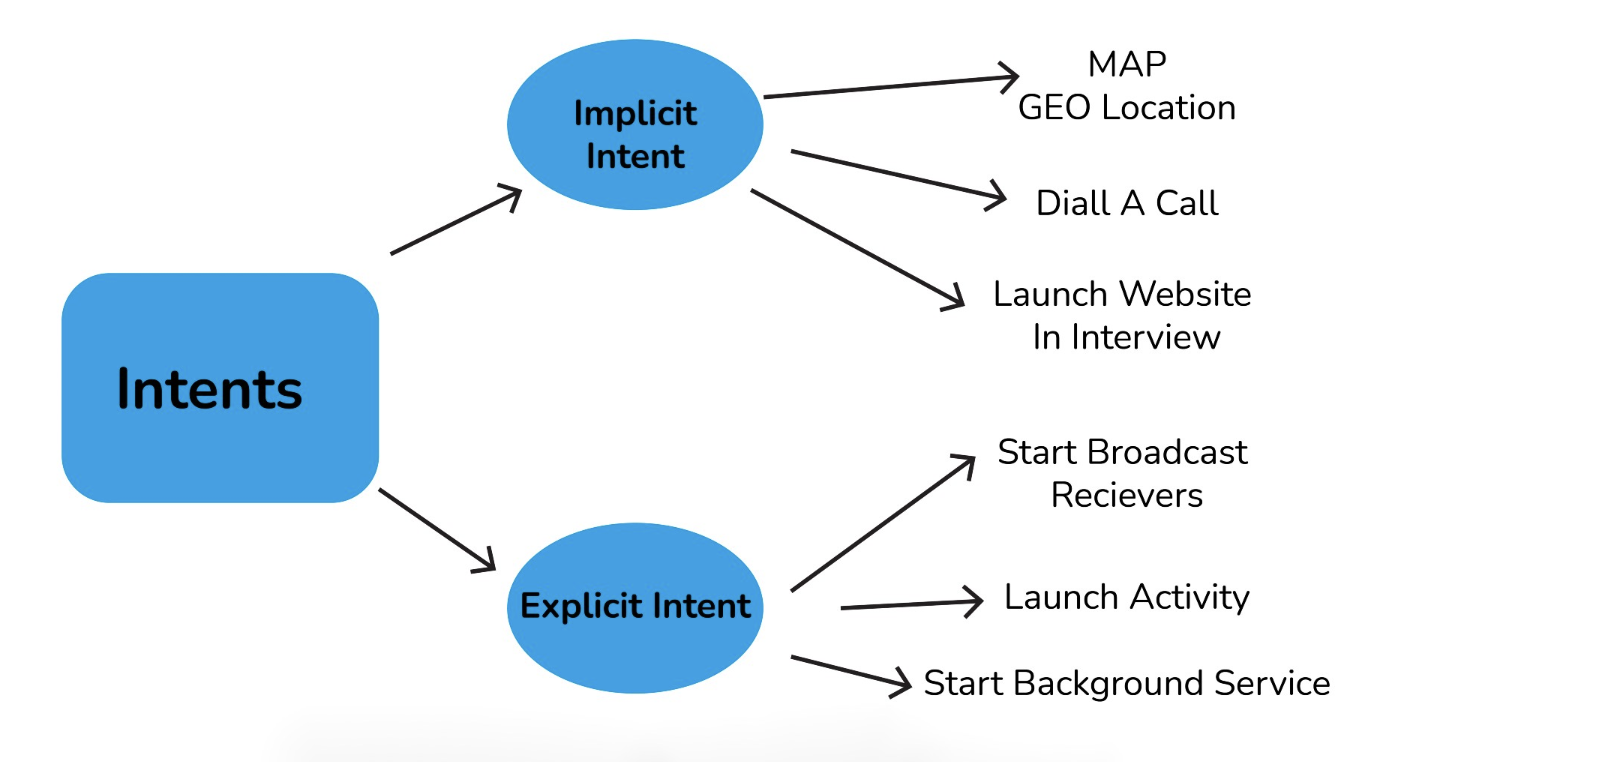 Intents
Implicit
Intent
MAP
GEO Location
Diall A Call
Launch Website
In Interview
Explicit Intent
Start Broadcast
Recievers
Launch Activity
Start Background Service